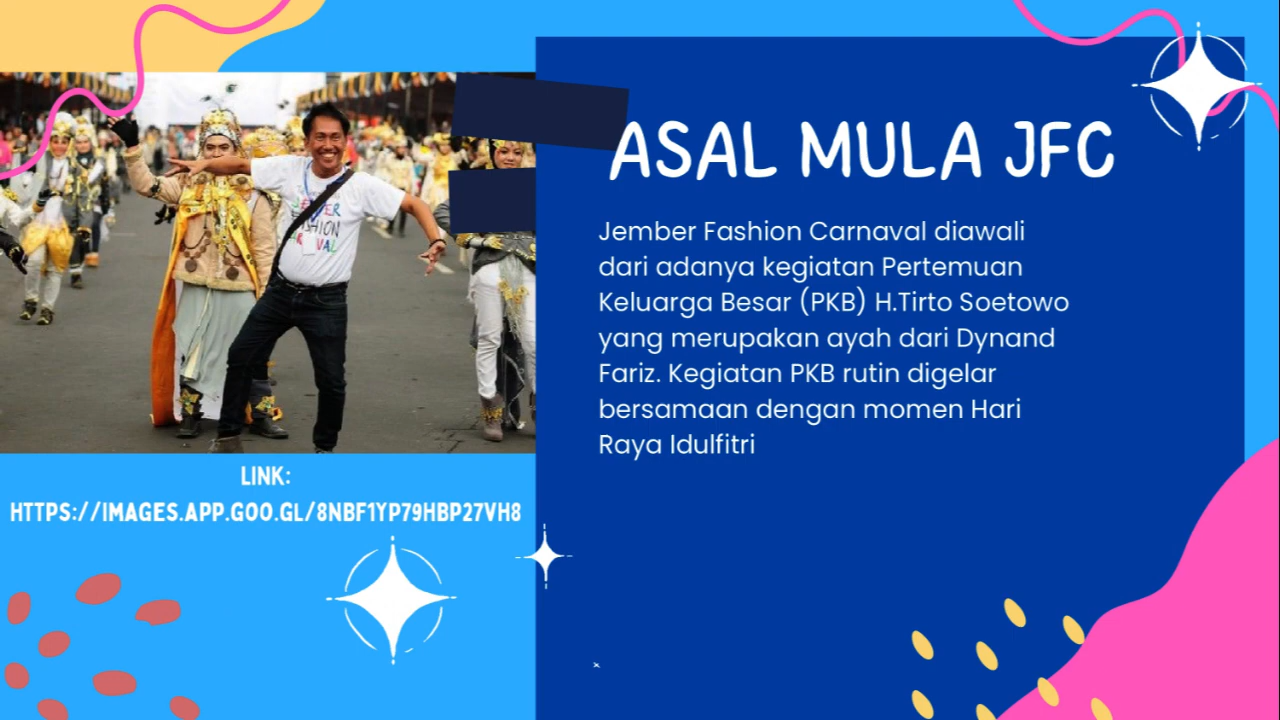 ASAL MULA JFC
Jember Fashion Carnaval diawali
dari adanya kegiatan Pertemuan
Keluarga Besar (PKB) H.Tirto Soetowo
yang merupakan ayah dari Dynand
Fariz. Kegiatan PKB rutin digelar
bersamaan dengan momen Hari
Raya Idulfitri
LINK:
HTTPS://IMAGES.APP.GOO.GL/8NBF1YP79HBP27VH8